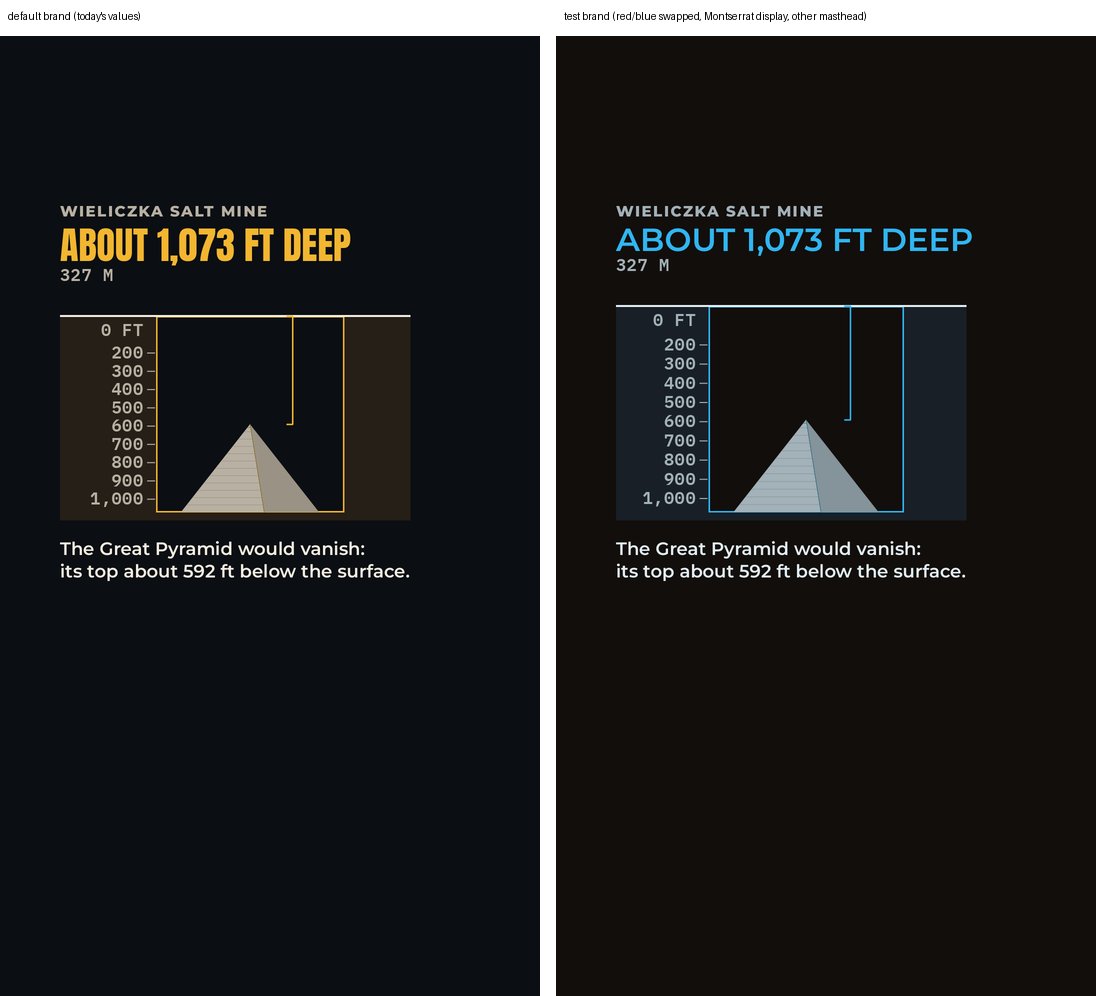 default brand (today's values)
WIELICZKA SALT MINE
ABOUT 1,073 FT DEEP
327 M
0 FT
200
300
400
500
600
700
800
900
1,000
The Great Pyramid would vanish:
its top about 592 ft below the surface.
test brand (red/blue swapped, Montserrat display, other masthead)
WIELICZKA SALT MINE
ABOUT 1,073 FT DEEP
327 M
0 FT
200
300
400
500
600
700
800
900
1,000
The Great Pyramid would vanish:
its top about 592 ft below the surface.